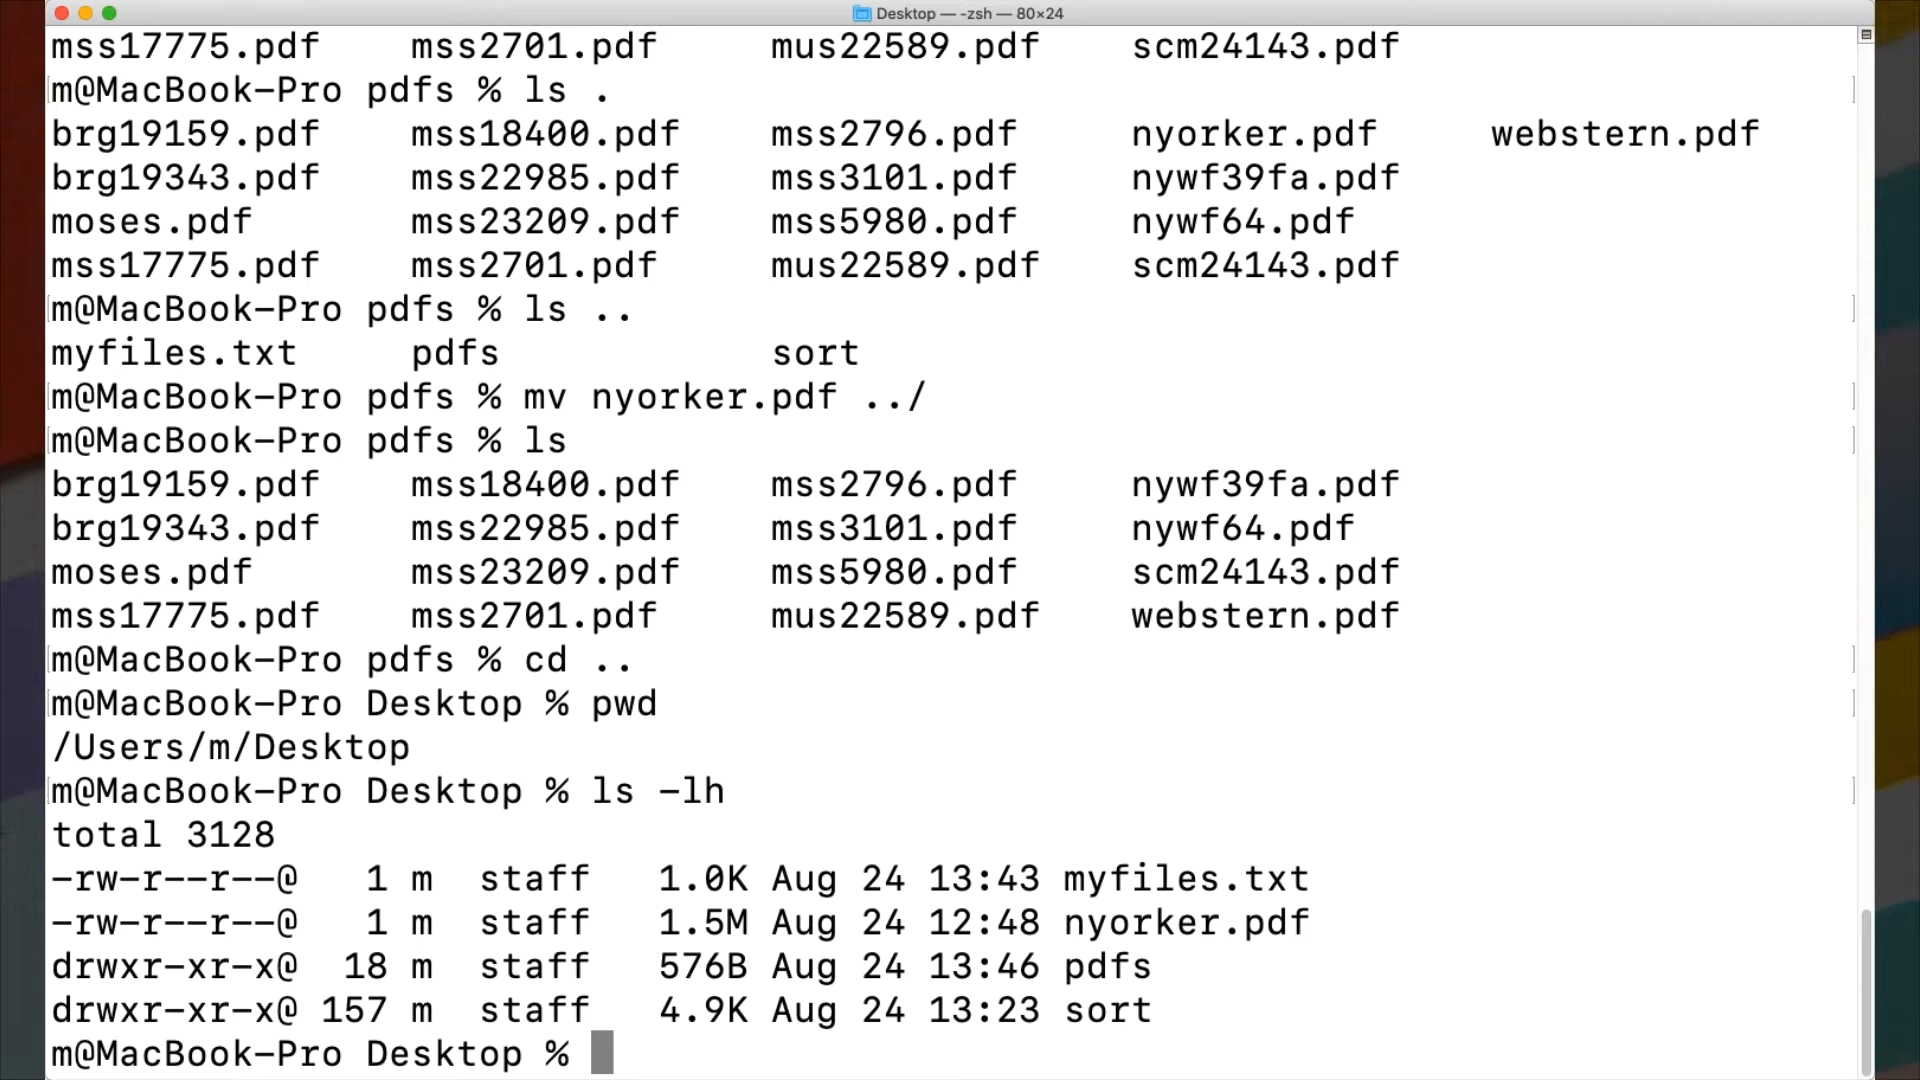 Desktop — -zsh — 80×24
mss17775.pdf    mss2701.pdf     mus22589.pdf    scm24143.pdf
m@MacBook-Pro pdfs % ls .
brg19159.pdf    mss18400.pdf    mss2796.pdf     nyorker.pdf     webstern.pdf
brg19343.pdf    mss22985.pdf    mss3101.pdf     nywf39fa.pdf
moses.pdf       mss23209.pdf    mss5980.pdf     nywf64.pdf
mss17775.pdf    mss2701.pdf     mus22589.pdf    scm24143.pdf
m@MacBook-Pro pdfs % ls ..
myfiles.txt     pdfs            sort
m@MacBook-Pro pdfs % mv nyorker.pdf ../
m@MacBook-Pro pdfs % ls
brg19159.pdf    mss18400.pdf    mss2796.pdf     nywf39fa.pdf
brg19343.pdf    mss22985.pdf    mss3101.pdf     nywf64.pdf
moses.pdf       mss23209.pdf    mss5980.pdf     scm24143.pdf
mss17775.pdf    mss2701.pdf     mus22589.pdf    webstern.pdf
m@MacBook-Pro pdfs % cd ..
m@MacBook-Pro Desktop % pwd
/Users/m/Desktop
m@MacBook-Pro Desktop % ls -lh
total 3128
-rw-r--r--@   1 m  staff   1.0K Aug 24 13:43 myfiles.txt
-rw-r--r--@   1 m  staff   1.5M Aug 24 12:48 nyorker.pdf
drwxr-xr-x@  18 m  staff   576B Aug 24 13:46 pdfs
drwxr-xr-x@ 157 m  staff   4.9K Aug 24 13:23 sort
m@MacBook-Pro Desktop %